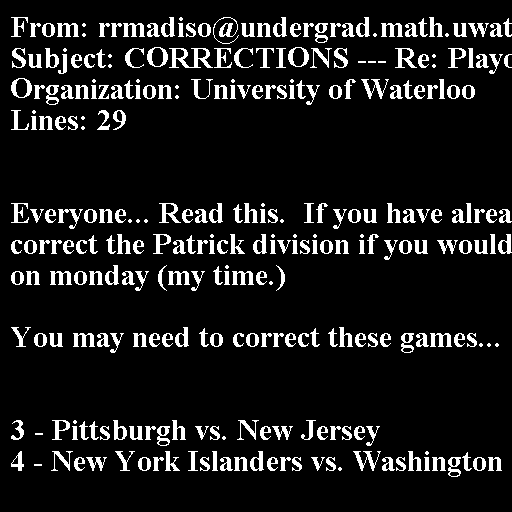 From: rrmadiso@undergrad.math.uwat
Subject: CORRECTIONS --- Re: Playo
Organization: University of Waterloo
Lines: 29
Everyone... Read this.  If you have alrea
correct the Patrick division if you would
on monday (my time.)
You may need to correct these games...
3 - Pittsburgh vs. New Jersey
4 - New York Islanders vs. Washington